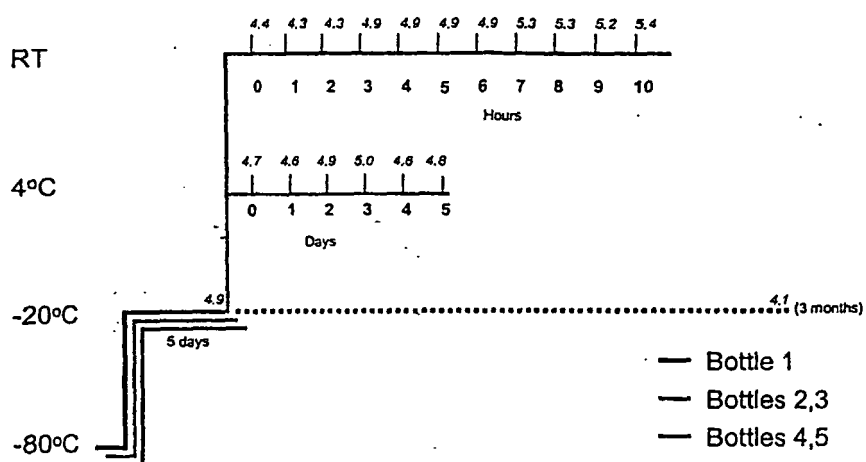 4.4 4.3 4.3 4.9 4.9 4.9 4.9 5.3 5.3 5.2 5.4
RT
0 1 2 3 4 5 6 7 8 9 10
Hours
4.7 4.6 4.9 5.0 4.6 4.8
4°C
0 1 2 3 4 5
Days
4.9 4.1
-20°C (3 months)
5 days
Bottle 1
Bottles 2,3
-80°C Bottles 4,5